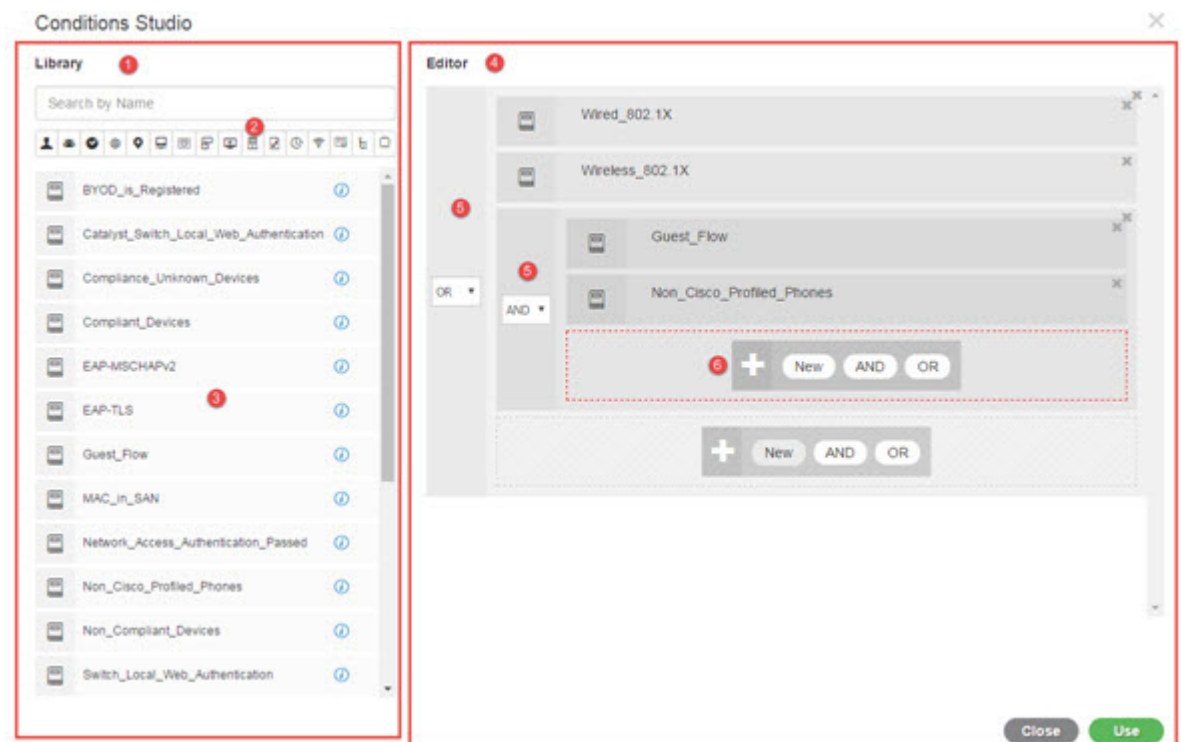 Conditions Studio
Library 1
Search by Name
2
BYOD_is_Registered
Catalyst_Switch_Local_Web_Authentication
Compliance_Unknown_Devices
Compliant_Devices
EAP-MSCHAPv2
3
EAP-TLS
Guest_Flow
MAC_in_SAN
Network_Access_Authentication_Passed
Non_Cisco_Profiled_Phones
Non_Compliant_Devices
Switch_Local_Web_Authentication
Editor 4
Wired_802.1X
Wireless_802.1X
5
OR
Guest_Flow
5
AND
Non_Cisco_Profiled_Phones
6 New AND OR
New AND OR
Close Use